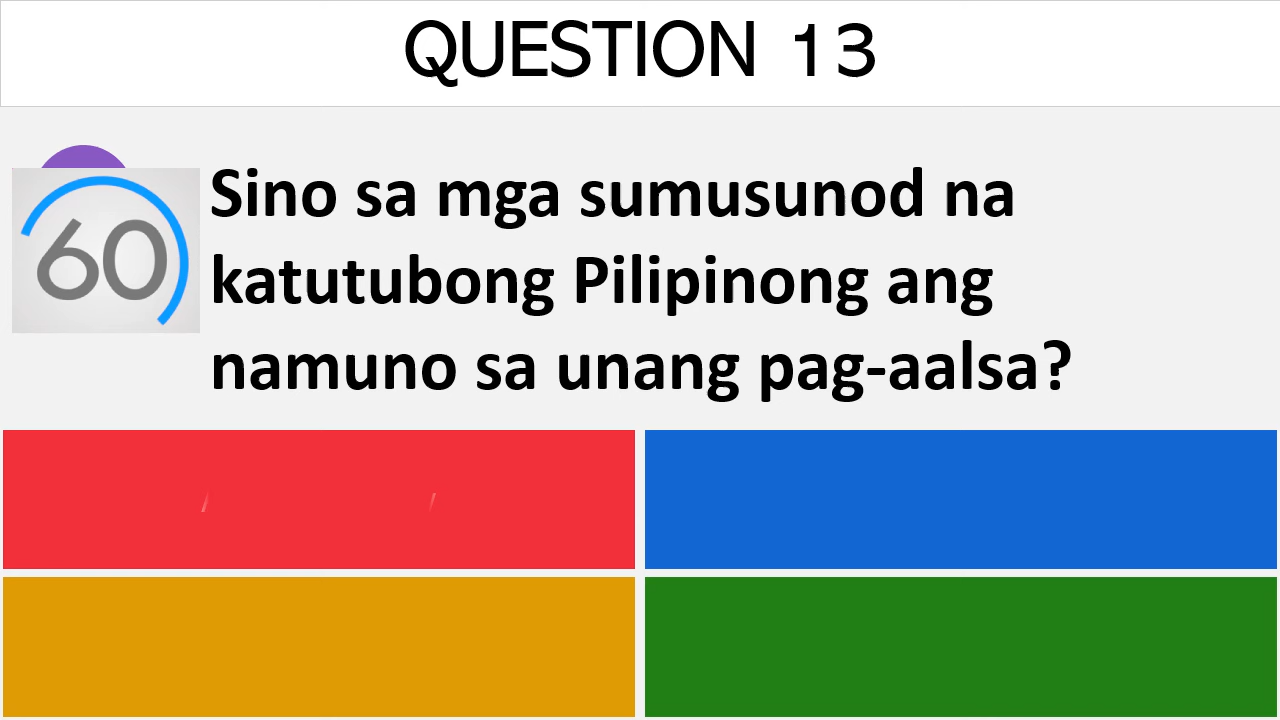 QUESTION 13
60
Sino sa mga sumusunod na
katutubong Pilipinong ang
namuno sa unang pag-aalsa?